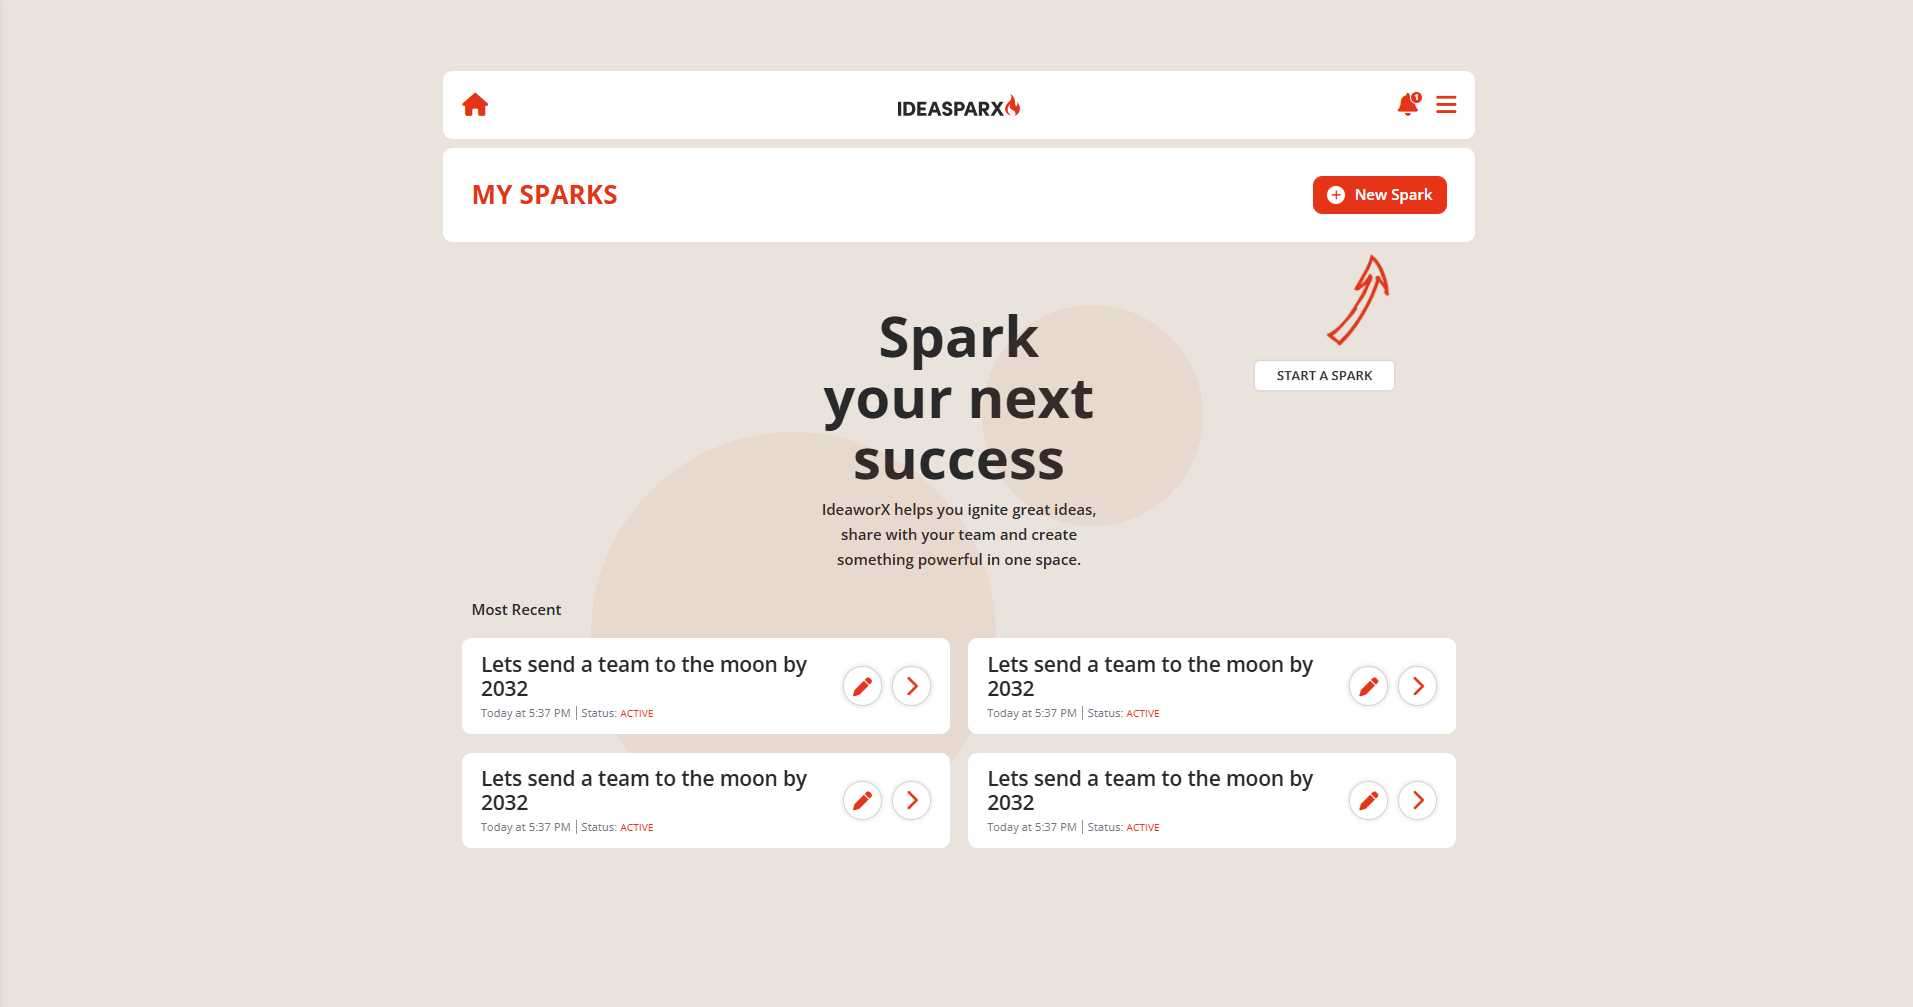 IDEASPARX
1
MY SPARKS
New Spark
Spark
your next
success
START A SPARK
IdeaworX helps you ignite great ideas,
share with your team and create
something powerful in one space.
Most Recent
Lets send a team to the moon by
2032
Today at 5:37 PM | Status: ACTIVE
Lets send a team to the moon by
2032
Today at 5:37 PM | Status: ACTIVE
Lets send a team to the moon by
2032
Today at 5:37 PM | Status: ACTIVE
Lets send a team to the moon by
2032
Today at 5:37 PM | Status: ACTIVE